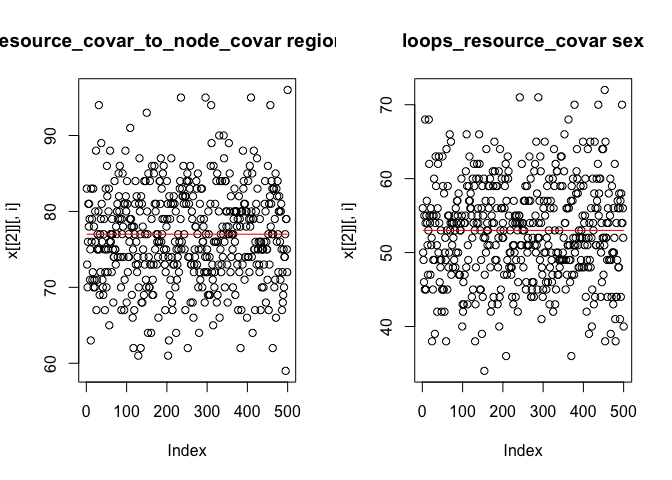 esource_covar_to_node_covar region
loops_resource_covar sex
x[[2]][, i]
60 70 80 90
0 100 200 300 400 500
Index
x[[2]][, i]
40 50 60 70
0 100 200 300 400 500
Index